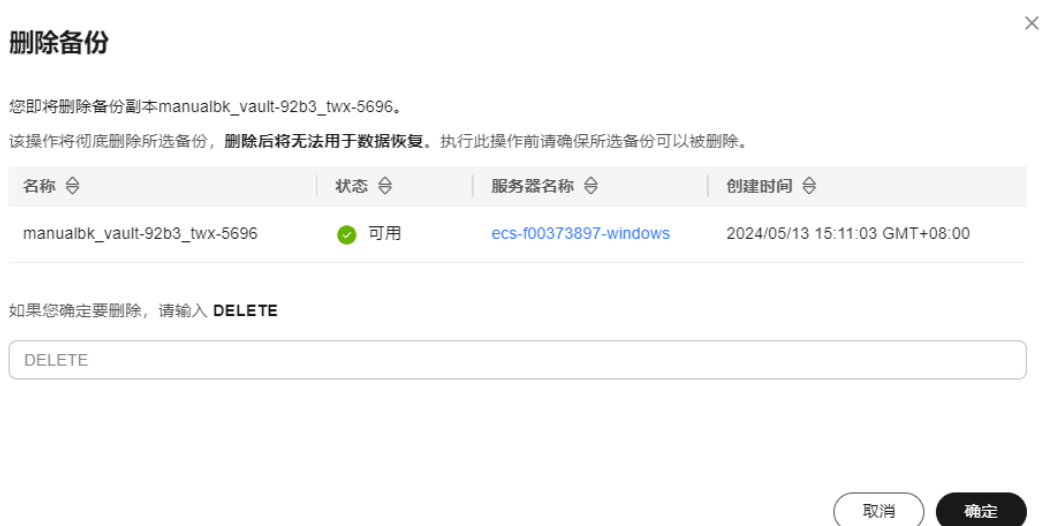 删除备份
您即将删除备份副本manualbk_vault-92b3_twx-5696。
该操作将彻底删除所选备份，删除后将无法用于数据恢复。执行此操作前请确保所选备份可以被删除。
名称 状态 服务器名称 创建时间
manualbk_vault-92b3_twx-5696 可用 ecs-f00373897-windows 2024/05/13 15:11:03 GMT+08:00
如果您确定要删除，请输入 DELETE
DELETE
取消 确定